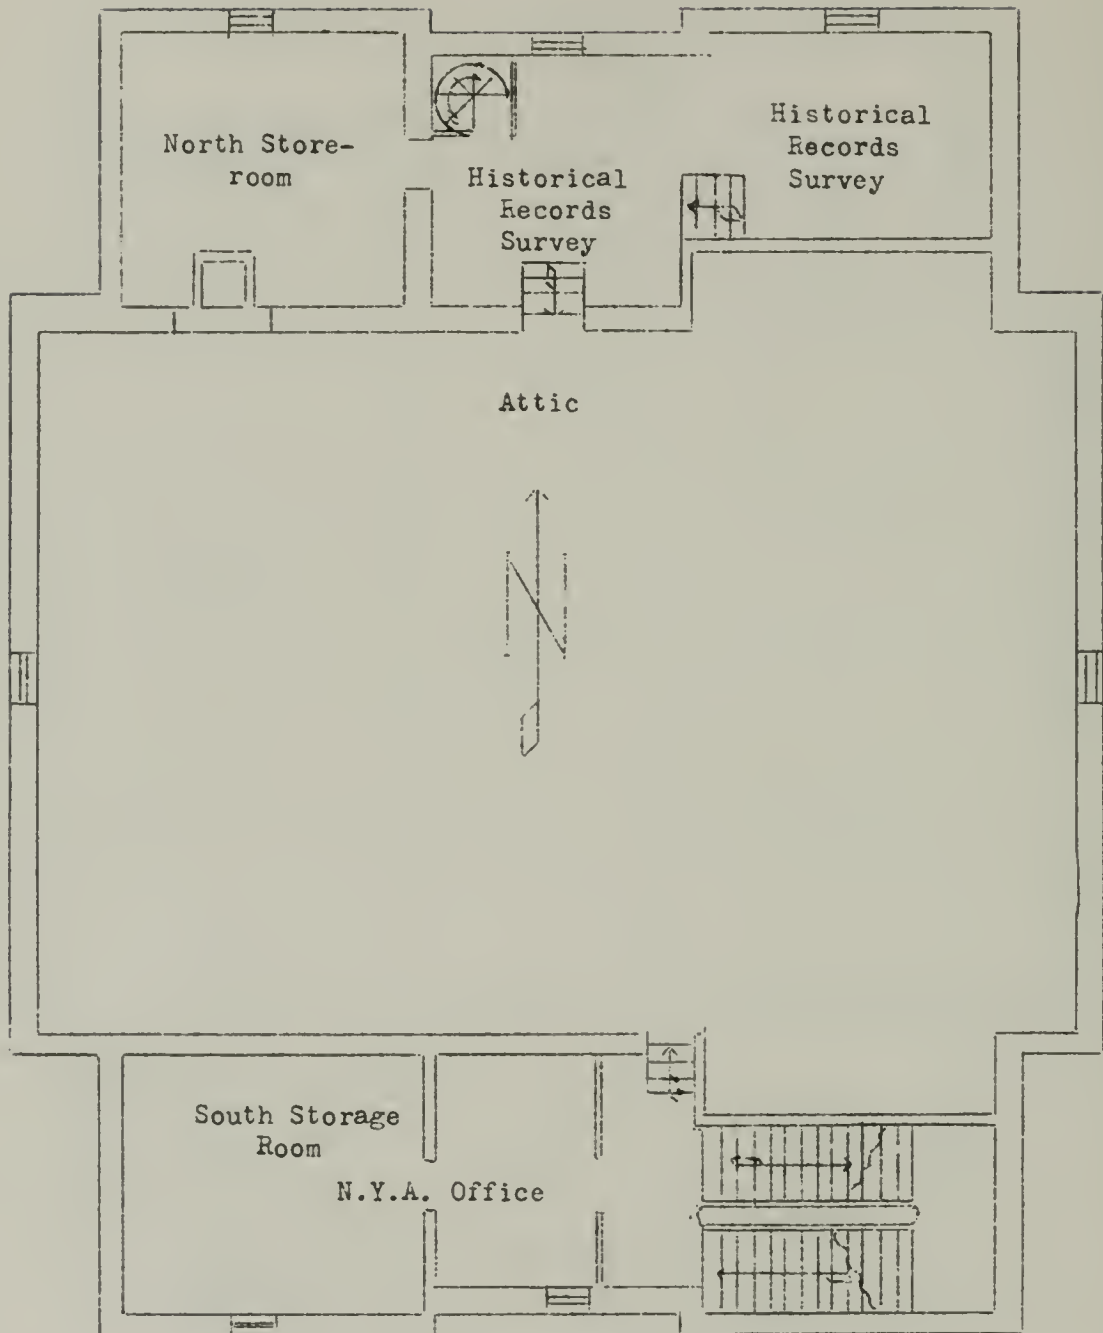 North Store-
room
Historical
Records
Survey
Historical
Records
Survey
Attic
N
South Storage
Room
N.Y.A. Office